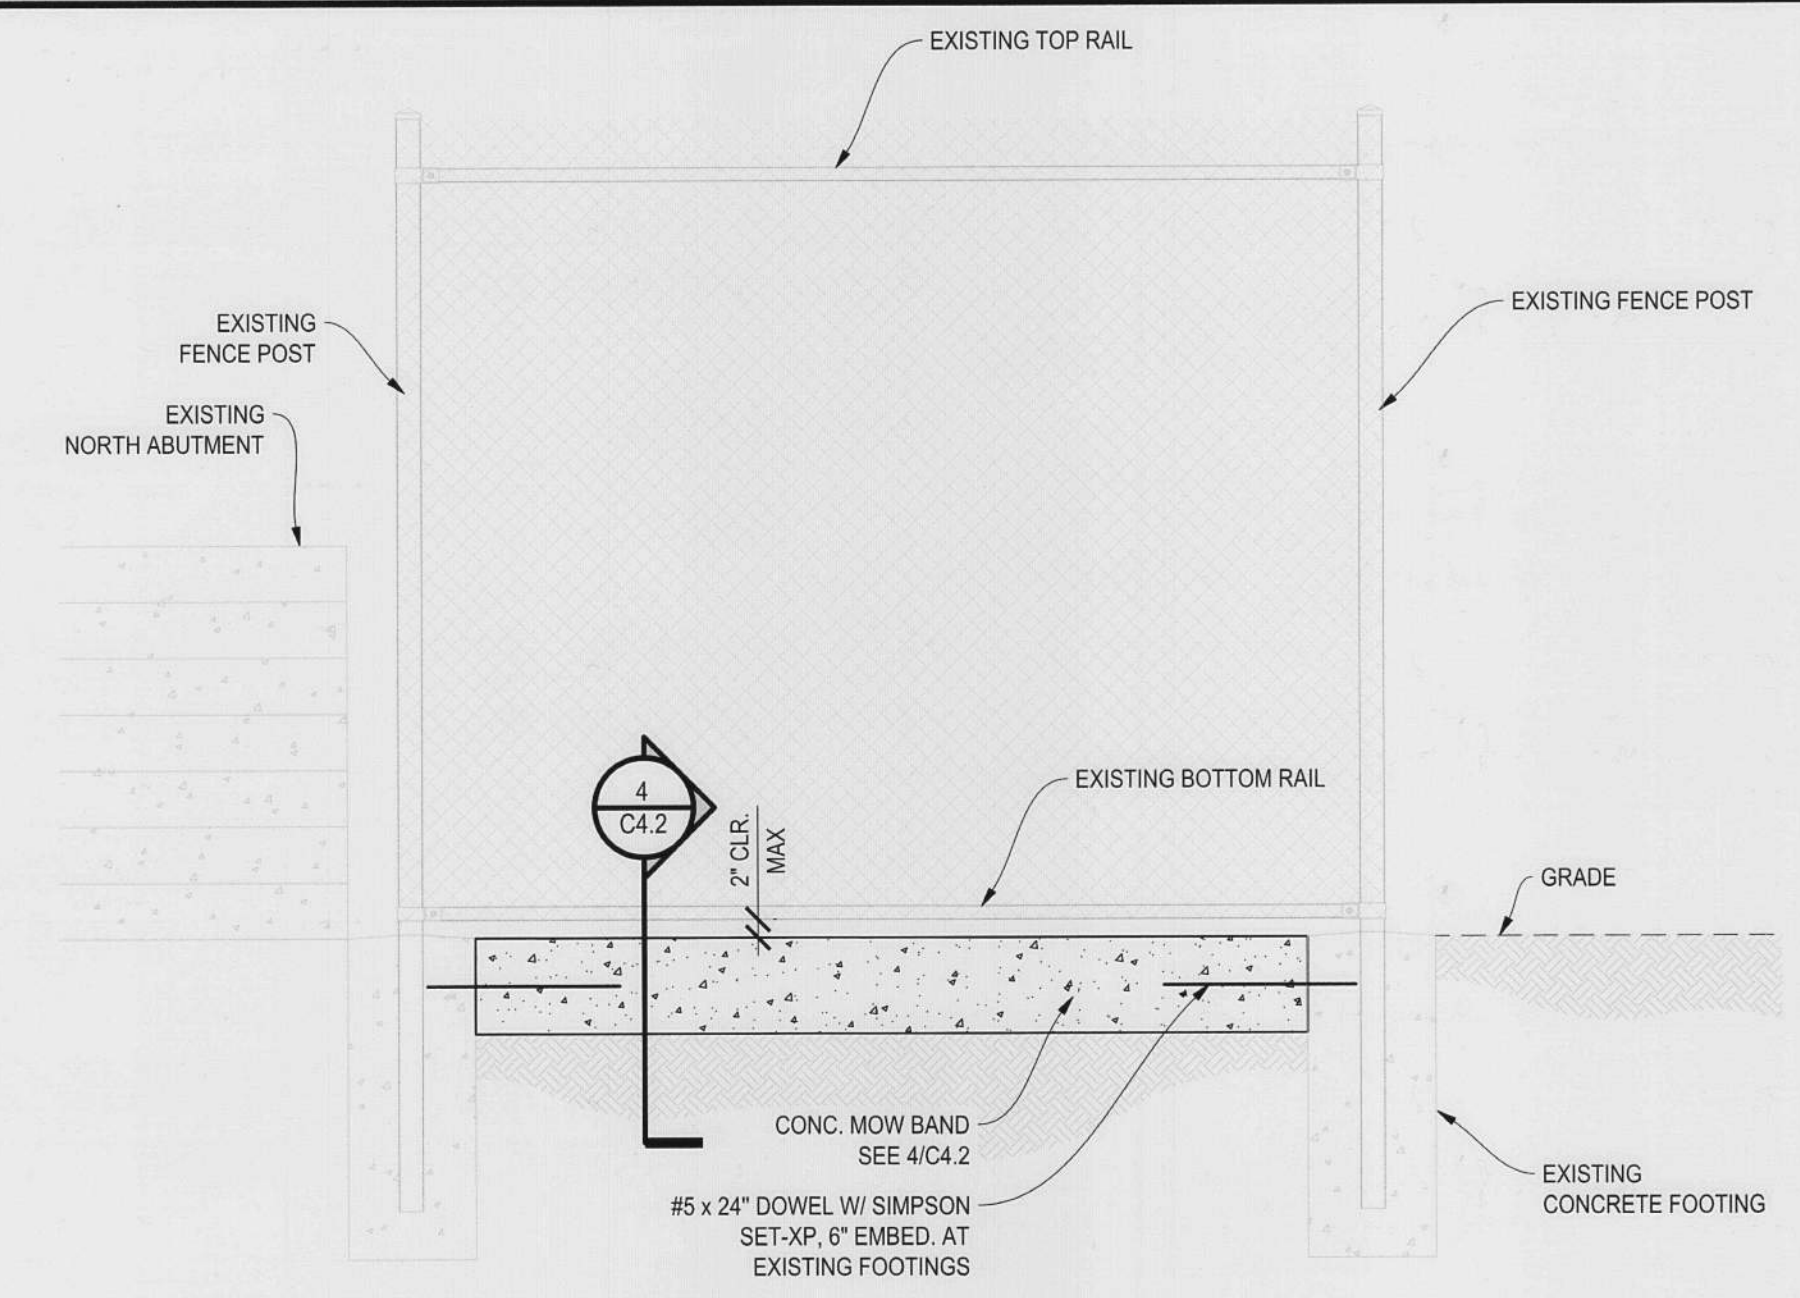 EXISTING TOP RAIL
EXISTING FENCE POST
EXISTING
FENCE POST
EXISTING
NORTH ABUTMENT
4
C4.2
2" CLR.
MAX
EXISTING BOTTOM RAIL
GRADE
CONC. MOW BAND
SEE 4/C4.2
#5 x 24" DOWEL W/ SIMPSON
SET-XP, 6" EMBED. AT
EXISTING FOOTINGS
EXISTING
CONCRETE FOOTING